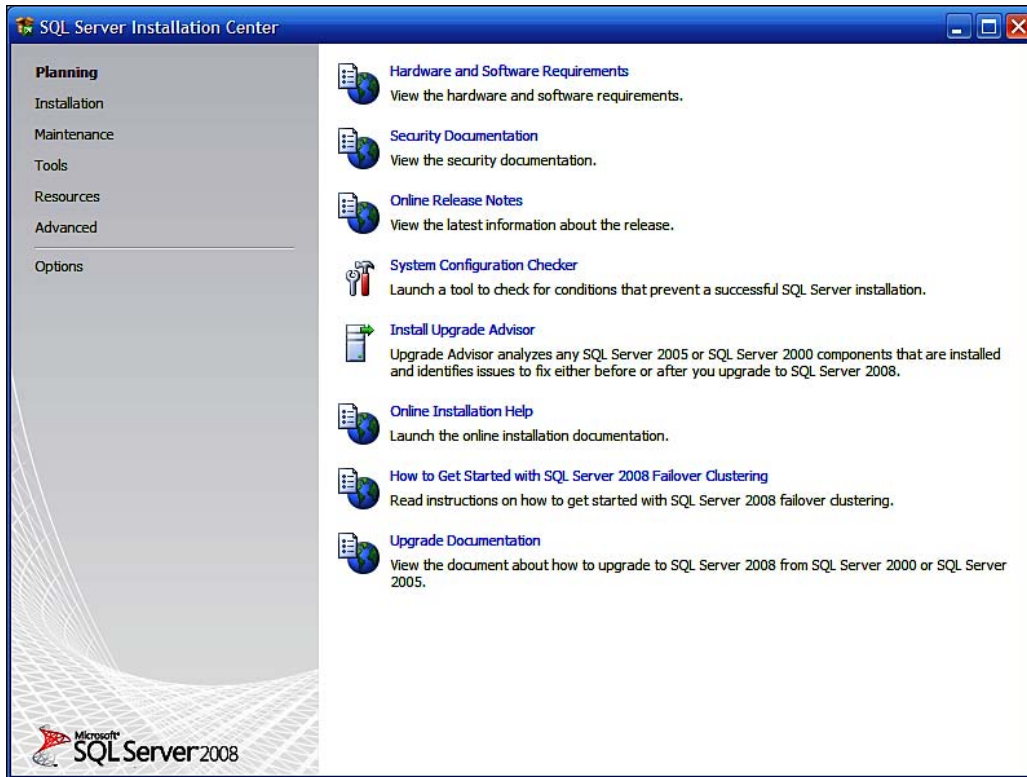 SQL Server Installation Center
Planning
Installation
Maintenance
Tools
Resources
Advanced
Options
Hardware and Software Requirements
View the hardware and software requirements.
Security Documentation
View the security documentation.
Online Release Notes
View the latest information about the release.
System Configuration Checker
Launch a tool to check for conditions that prevent a successful SQL Server installation.
Install Upgrade Advisor
Upgrade Advisor analyzes any SQL Server 2005 or SQL Server 2000 components that are installed
and identifies issues to fix either before or after you upgrade to SQL Server 2008.
Online Installation Help
Launch the online installation documentation.
How to Get Started with SQL Server 2008 Failover Clustering
Read instructions on how to get started with SQL Server 2008 failover clustering.
Upgrade Documentation
View the document about how to upgrade to SQL Server 2008 from SQL Server 2000 or SQL Server
2005.
Microsoft®
SQL Server 2008